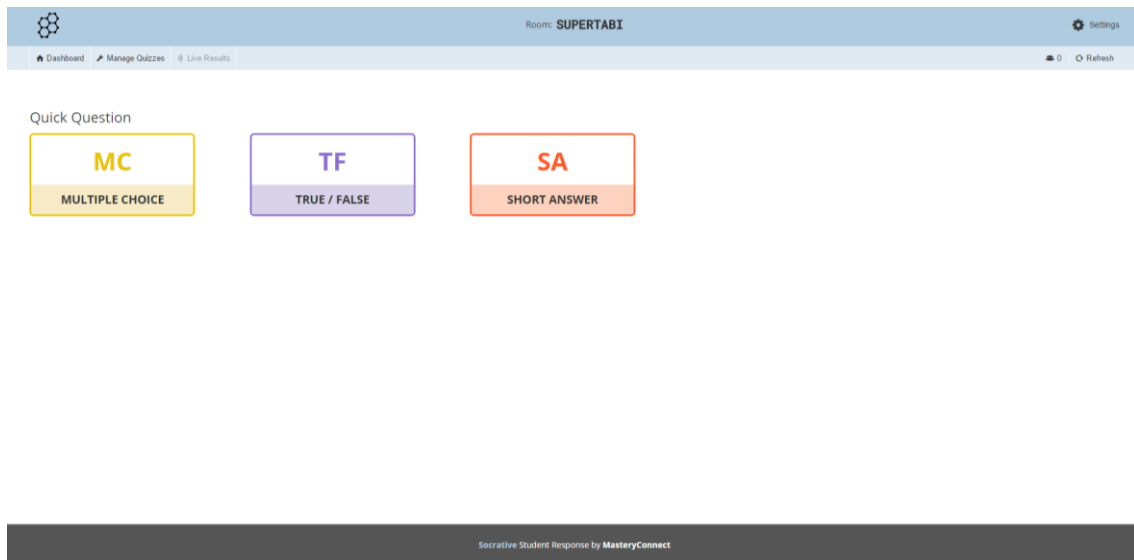 Room: SUPERTABI
Settings
Dashboard Manage Quizzes Live Results
0 Refresh
Quick Question
MC
MULTIPLE CHOICE
TF
TRUE / FALSE
SA
SHORT ANSWER
Socrative Student Response by MasteryConnect